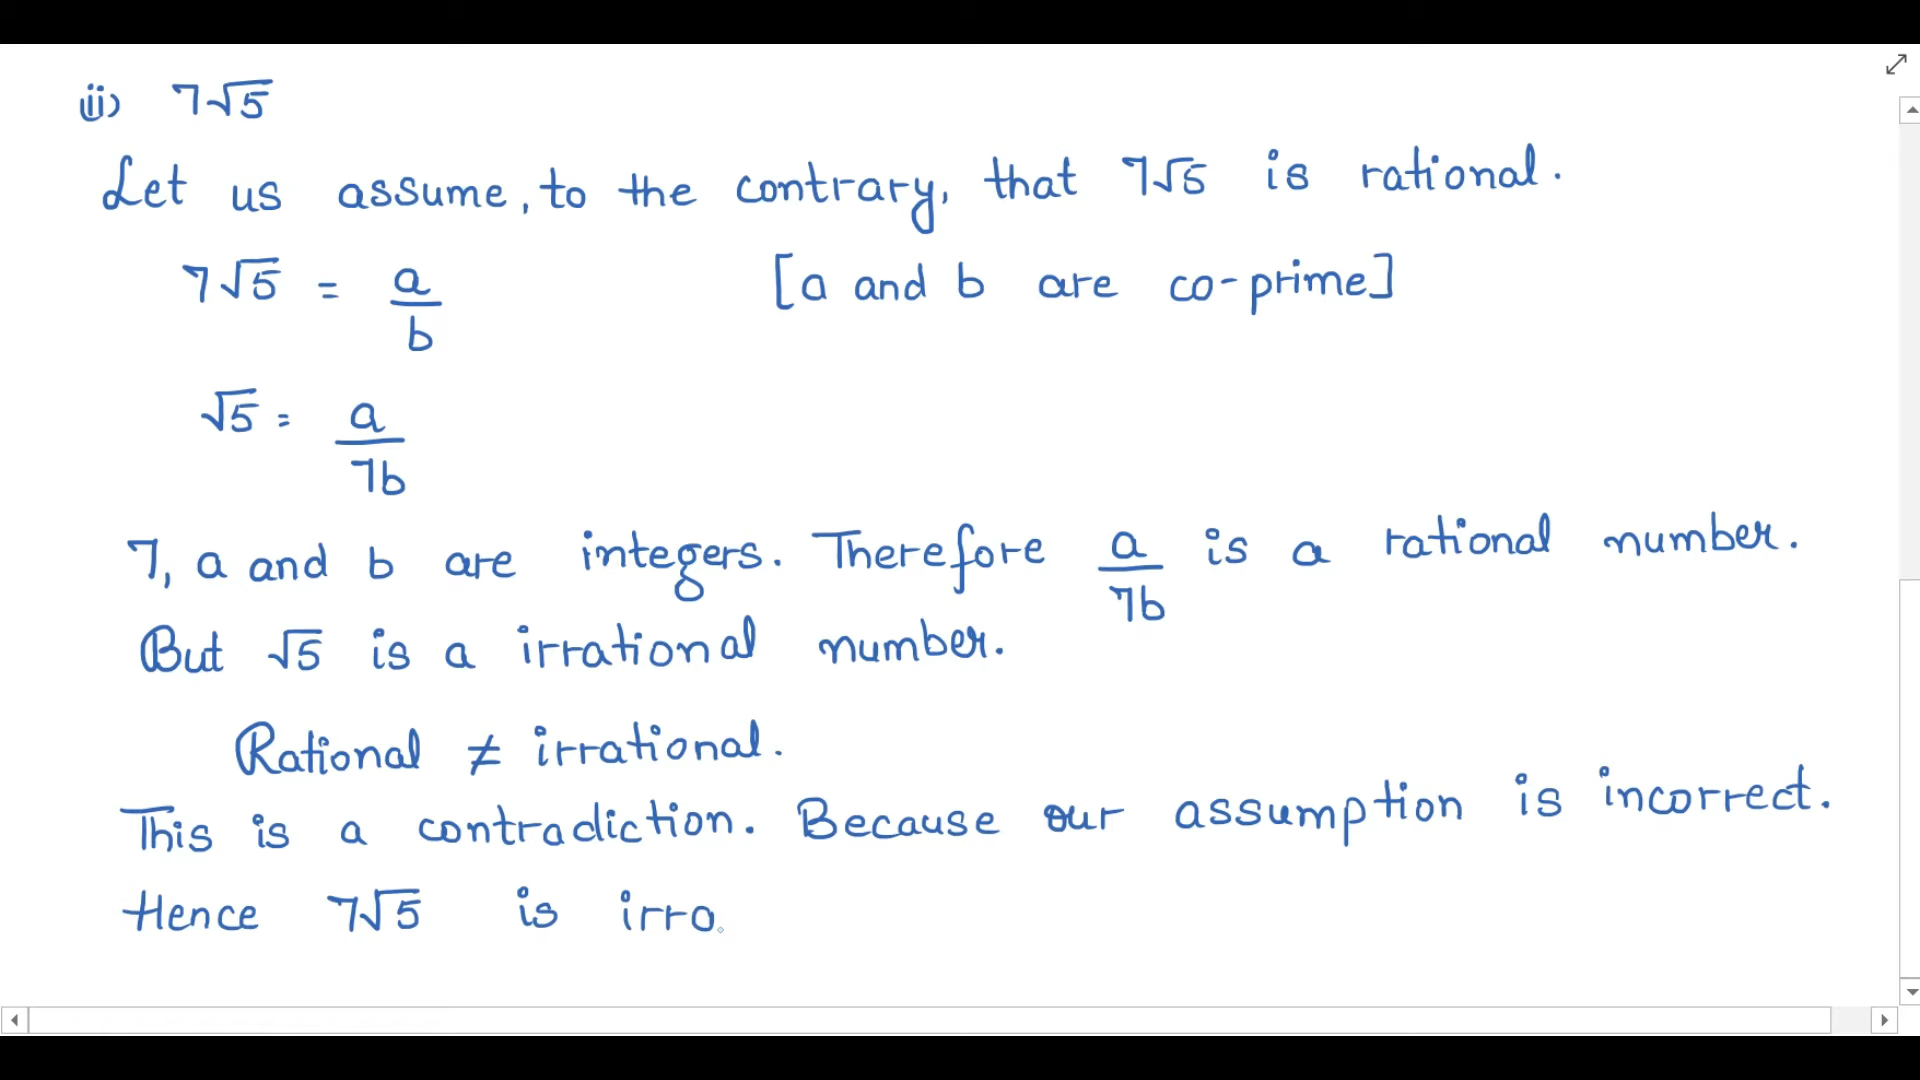 (ii) 7√5
Let us assume, to the contrary, that 7√5 is rational.
7√5 = a/b [a and b are co-prime]
√5 = a/7b
7, a and b are integers. Therefore a/7b is a rational number.
But √5 is a irrational number.
Rational ≠ irrational.
This is a contradiction. Because our assumption is incorrect.
Hence 7√5 is irra